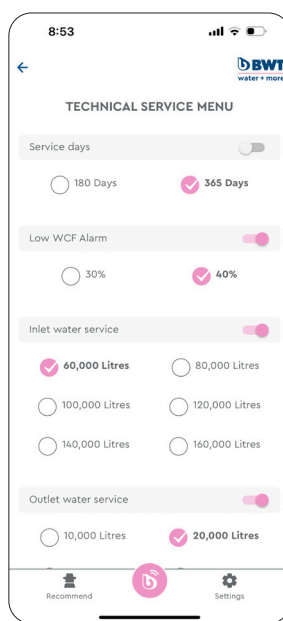 8:53
BWT
water + more
TECHNICAL SERVICE MENU
Service days
180 Days
365 Days
Low WCF Alarm
30%
40%
Inlet water service
60,000 Litres
80,000 Litres
100,000 Litres
120,000 Litres
140,000 Litres
160,000 Litres
Outlet water service
10,000 Litres
20,000 Litres
Recommend
Settings